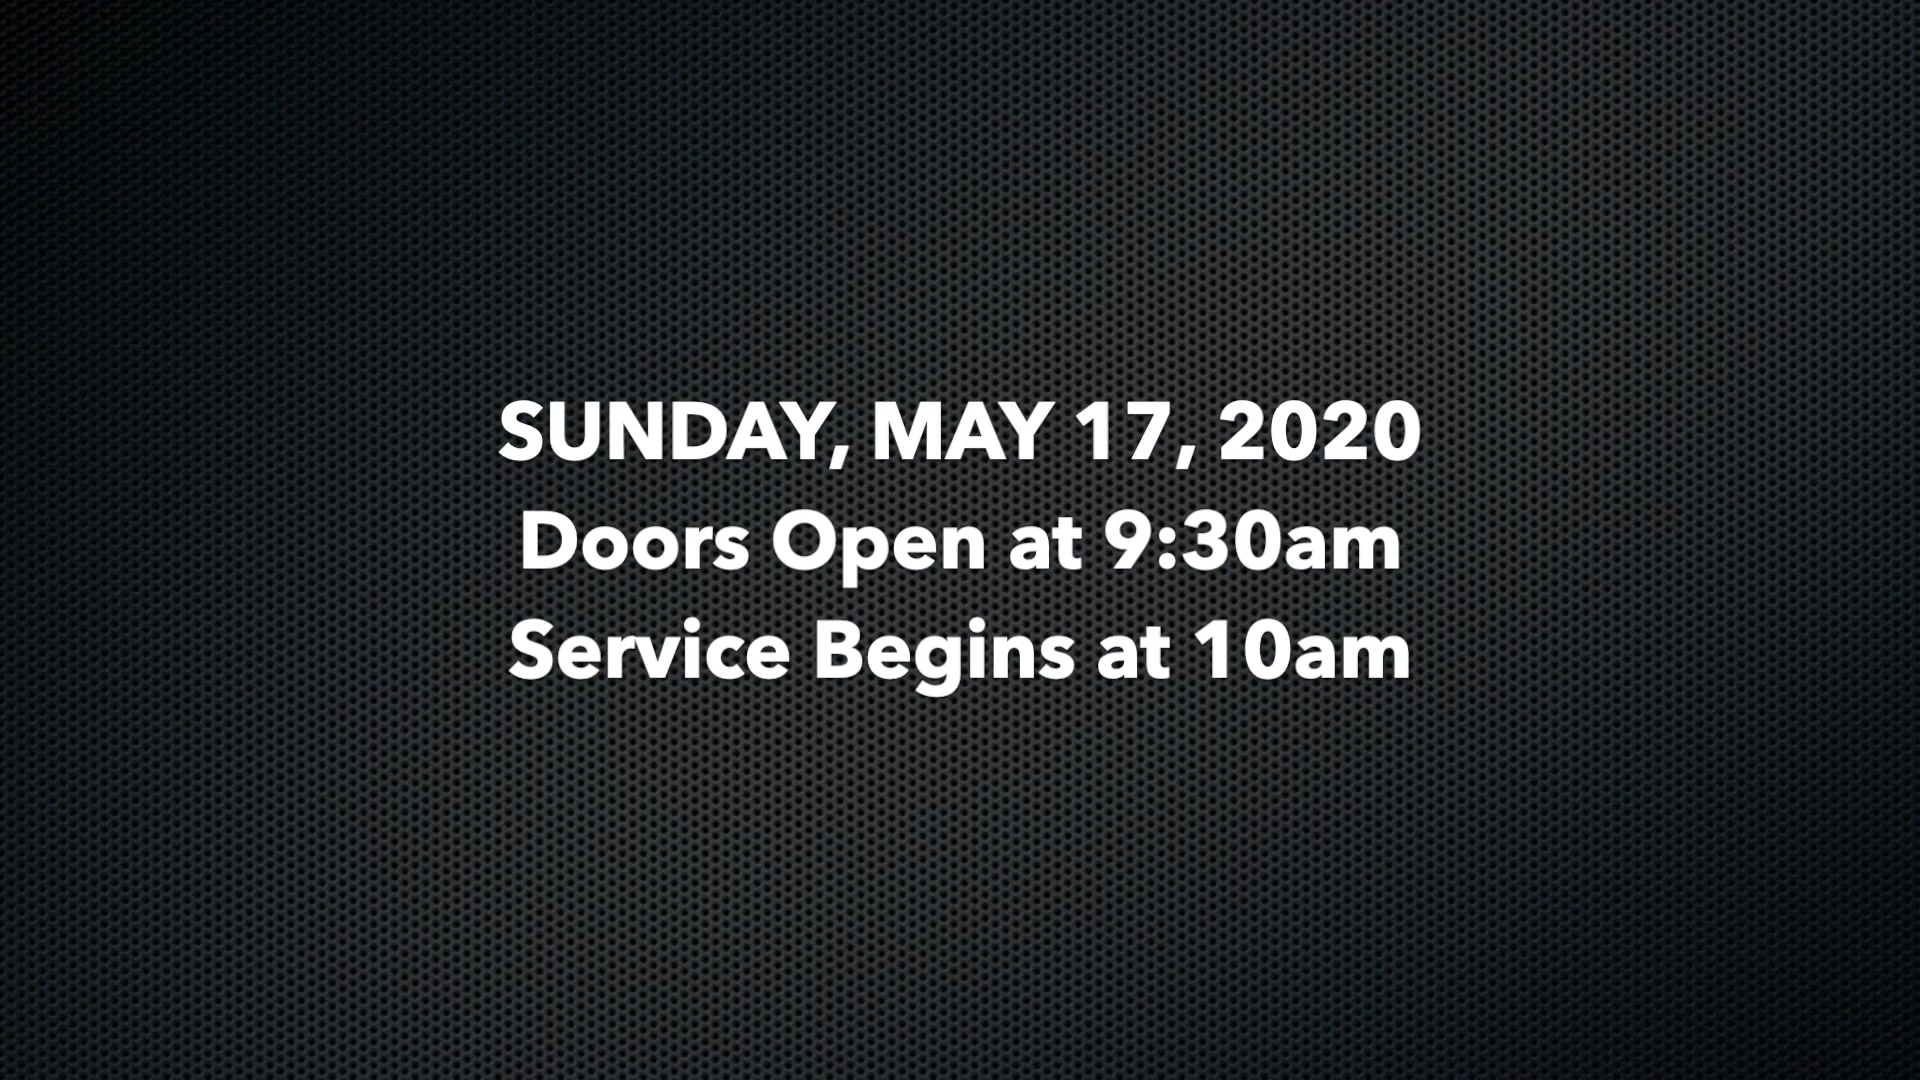 SUNDAY, MAY 17, 2020
Doors Open at 9:30am
Service Begins at 10am